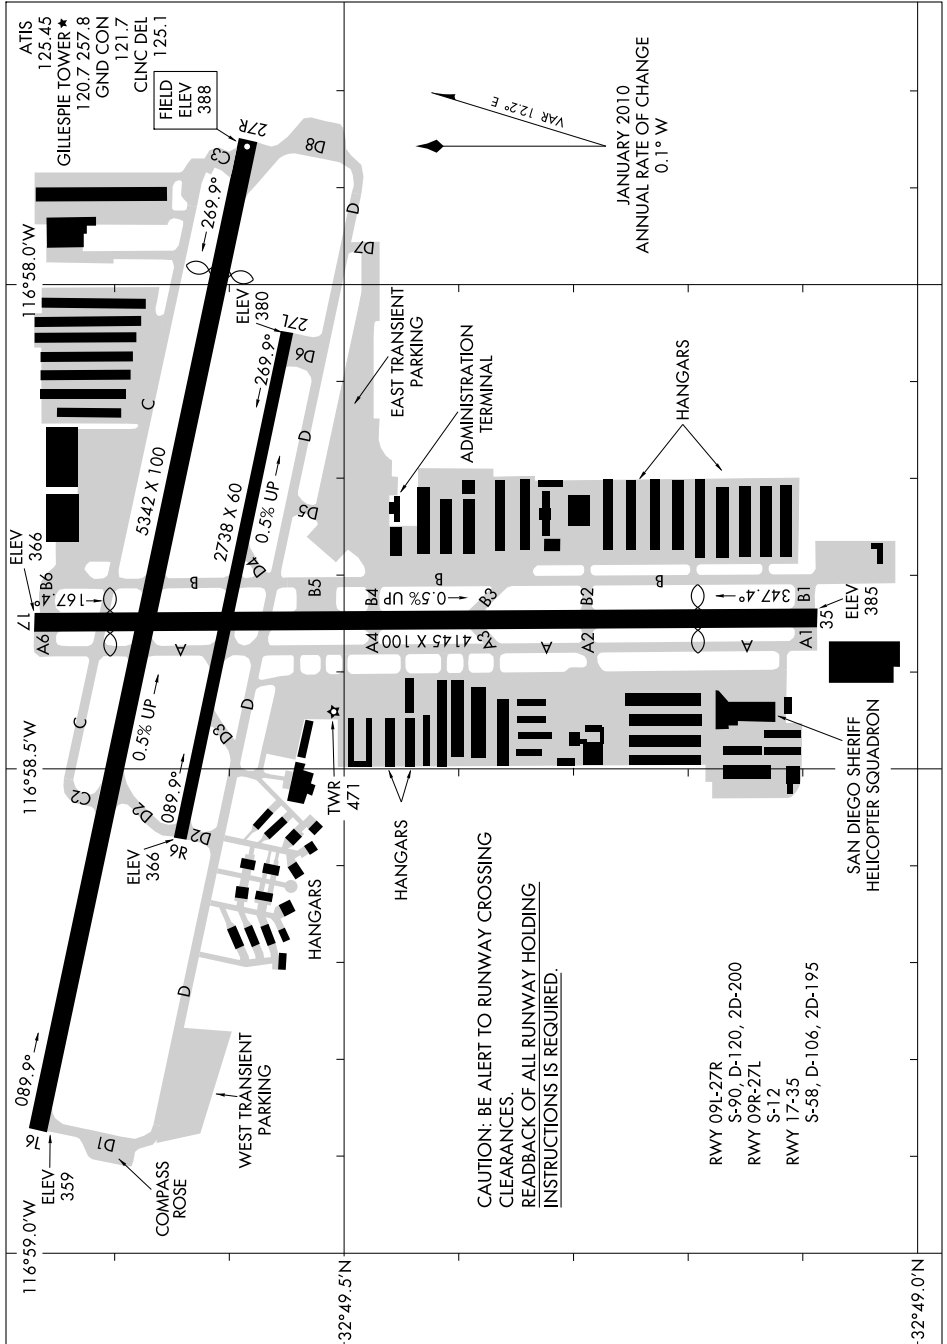 ATIS
125.45
GILLESPIE TOWER★
120.7 257.8
GND CON
121.7
CLNC DEL
125.1
FIELD
ELEV
388
116°59.0'W
116°58.5'W
116°58.0'W
32°49.5'N
32°49.0'N
JANUARY 2010
ANNUAL RATE OF CHANGE
0.1° W
VAR 12.2° E
9L
ELEV
359
089.9°
0.5% UP
5342 X 100
269.9°
27R
9R
ELEV
366
089.9°
2738 X 60
0.5% UP
269.9°
27L
ELEV
380
17
ELEV
366
167.4°
4145 X 100
0.5% UP
347.4°
35
ELEV
385
A6
A
A4
A3
A
A2
A
A1
B6
B
B5
B4
B
B3
B2
B
B1
C
C2
C
C3
D1
D
D2
D2
D3
D
D4
D5
D
D6
D7
D
D8
COMPASS
ROSE
WEST TRANSIENT
PARKING
HANGARS
TWR
471
HANGARS
EAST TRANSIENT
PARKING
ADMINISTRATION
TERMINAL
HANGARS
SAN DIEGO SHERIFF
HELICOPTER SQUADRON
CAUTION: BE ALERT TO RUNWAY CROSSING
CLEARANCES.
READBACK OF ALL RUNWAY HOLDING
INSTRUCTIONS IS REQUIRED.
RWY 09L-27R
S-90, D-120, 2D-200
RWY 09R-27L
S-12
RWY 17-35
S-58, D-106, 2D-195